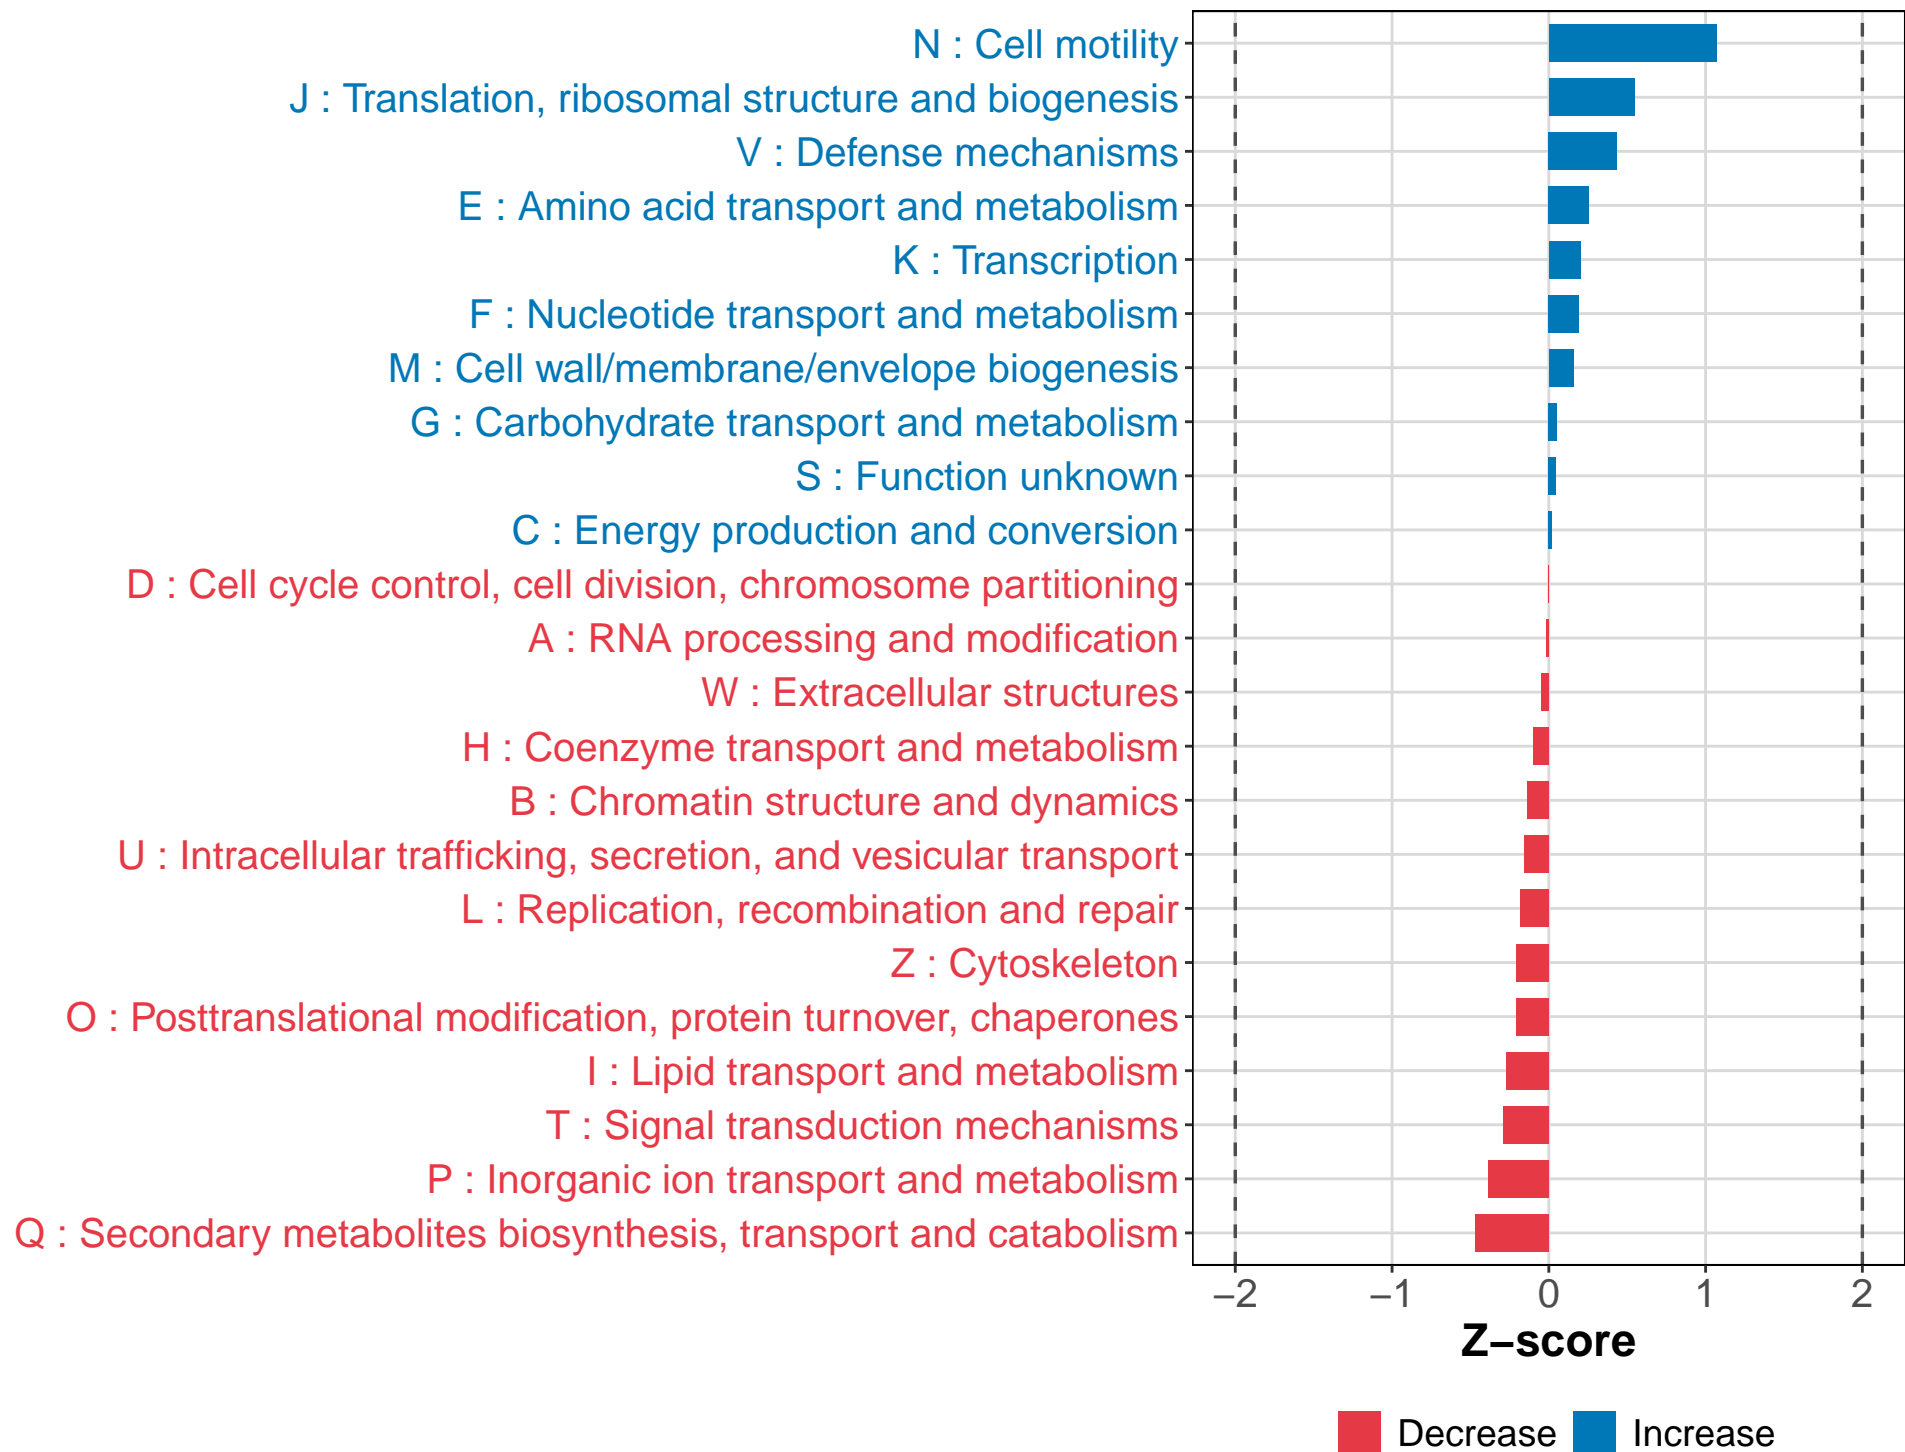 N : Cell motility
J : Translation, ribosomal structure and biogenesis
V : Defense mechanisms
E : Amino acid transport and metabolism
K : Transcription
F : Nucleotide transport and metabolism
M : Cell wall/membrane/envelope biogenesis
G : Carbohydrate transport and metabolism
S : Function unknown
C : Energy production and conversion
D : Cell cycle control, cell division, chromosome partitioning
A : RNA processing and modification
W : Extracellular structures
H : Coenzyme transport and metabolism
B : Chromatin structure and dynamics
U : Intracellular trafficking, secretion, and vesicular transport
L : Replication, recombination and repair
Z : Cytoskeleton
O : Posttranslational modification, protein turnover, chaperones
I : Lipid transport and metabolism
T : Signal transduction mechanisms
P : Inorganic ion transport and metabolism
Q : Secondary metabolites biosynthesis, transport and catabolism
−2 −1 0 1 2
Z−score
Decrease Increase